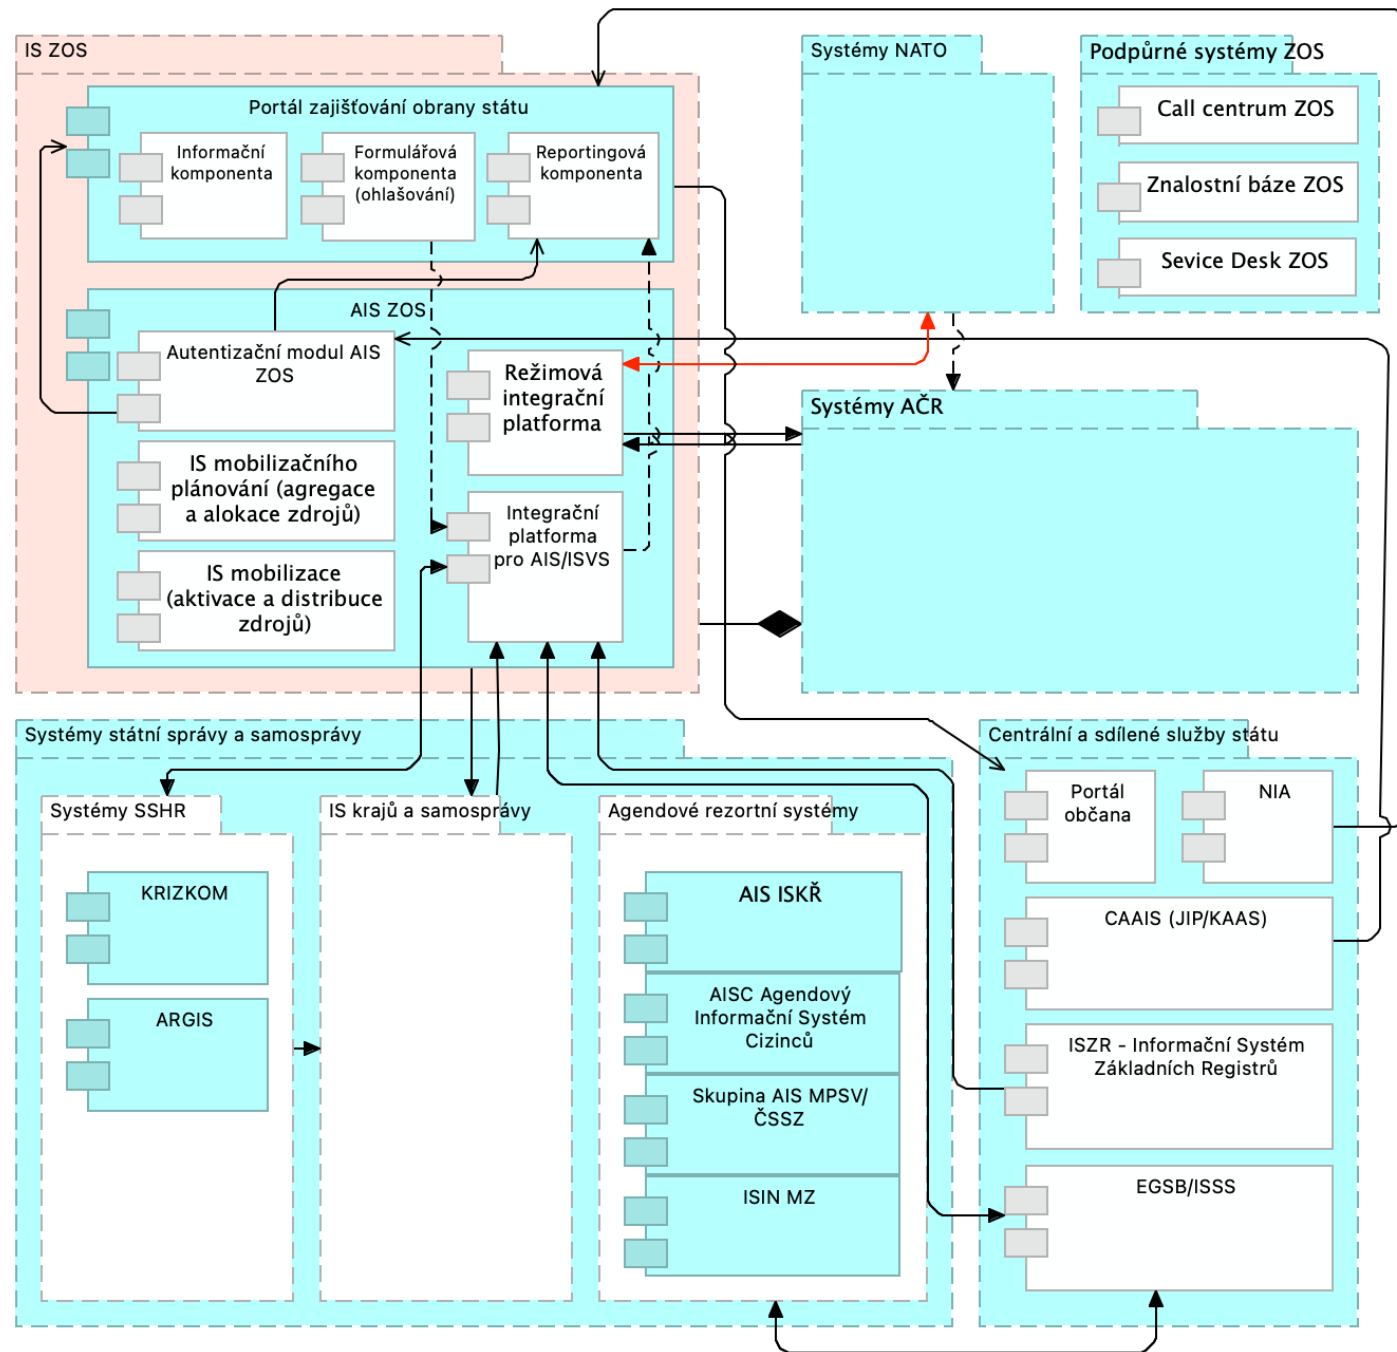 IS ZOS
Portál zajišťování obrany státu
Informační
komponenta
Formulářová
komponenta
(ohlašování)
Reportingová
komponenta
AIS ZOS
Autentizační modul AIS
ZOS
IS mobilizačního
plánování (agregace
a alokace zdrojů)
IS mobilizace
(aktivace a distribuce
zdrojů)
Režimová
integrační
platforma
Integrační
platforma
pro AIS/ISVS
Systémy NATO
Podpůrné systémy ZOS
Call centrum ZOS
Znalostní báze ZOS
Sevice Desk ZOS
Systémy AČR
Systémy státní správy a samosprávy
Systémy SSHR
KRIZKOM
ARGIS
IS krajů a samosprávy
Agendové rezortní systémy
AIS ISKŘ
AISC Agendový
Informační Systém
Cizinců
Skupina AIS MPSV/
ČSSZ
ISIN MZ
Centrální a sdílené služby státu
Portál
občana
NIA
CAAIS (JIP/KAAS)
ISZR - Informační Systém
Základních Registrů
EGSB/ISSS